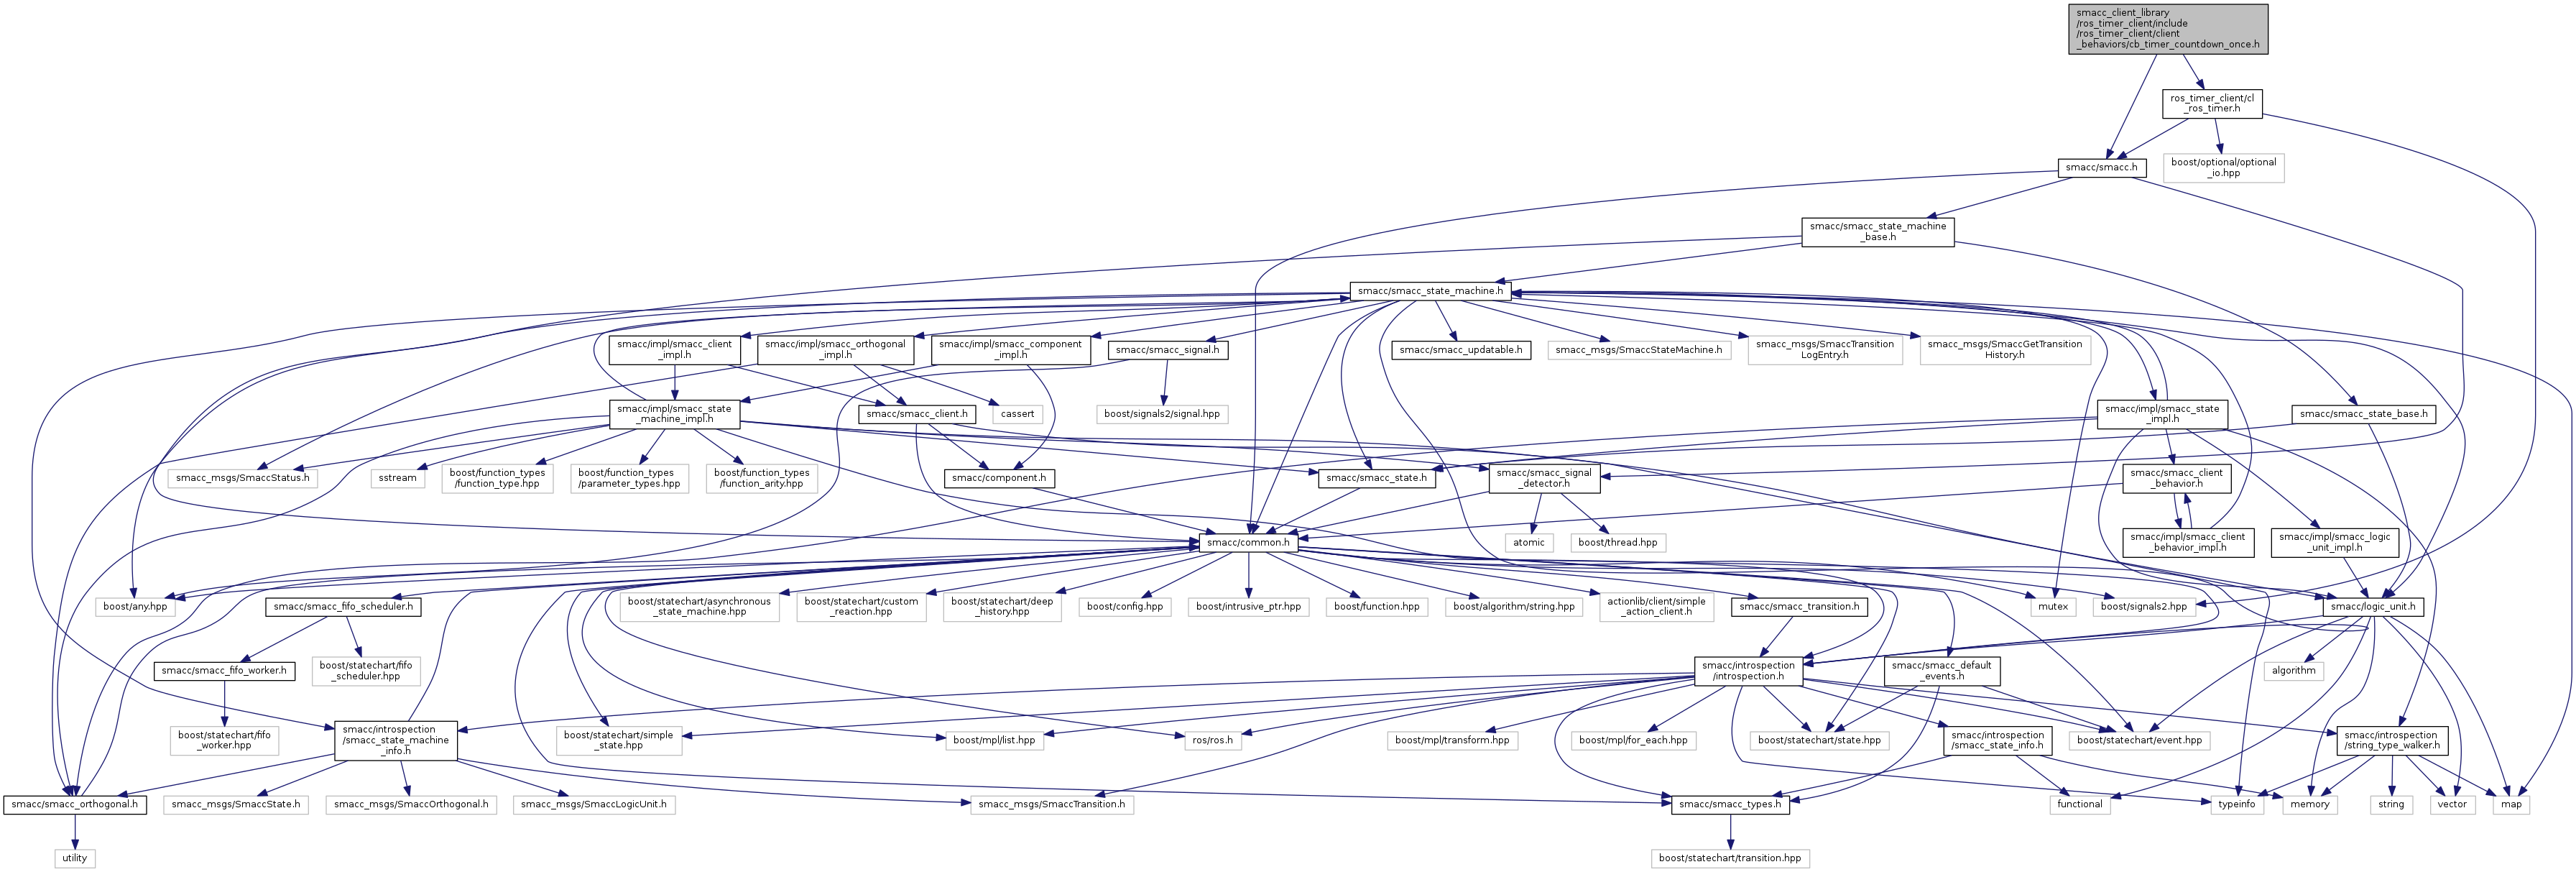 smacc_client_library
/ros_timer_client/include
/ros_timer_client/client
_behaviors/cb_timer_countdown_once.h
ros_timer_client/cl
_ros_timer.h
smacc/smacc.h
boost/optional/optional
_io.hpp
smacc/smacc_state_machine
_base.h
smacc/smacc_state_machine.h
smacc/impl/smacc_client
_impl.h
smacc/impl/smacc_orthogonal
_impl.h
smacc/impl/smacc_component
_impl.h
smacc/smacc_signal.h
smacc/smacc_updatable.h
smacc_msgs/SmaccStateMachine.h
smacc_msgs/SmaccTransition
LogEntry.h
smacc_msgs/SmaccGetTransition
History.h
smacc/impl/smacc_state
_machine_impl.h
smacc/smacc_client.h
cassert
boost/signals2/signal.hpp
smacc/impl/smacc_state
_impl.h
smacc/smacc_state_base.h
smacc_msgs/SmaccStatus.h
sstream
boost/function_types
/function_type.hpp
boost/function_types
/parameter_types.hpp
boost/function_types
/function_arity.hpp
smacc/component.h
smacc/smacc_state.h
smacc/smacc_signal
_detector.h
smacc/smacc_client
_behavior.h
smacc/common.h
atomic
boost/thread.hpp
smacc/impl/smacc_client
_behavior_impl.h
smacc/impl/smacc_logic
_unit_impl.h
boost/any.hpp
smacc/smacc_fifo_scheduler.h
boost/statechart/asynchronous
_state_machine.hpp
boost/statechart/custom
_reaction.hpp
boost/statechart/deep
_history.hpp
boost/config.hpp
boost/intrusive_ptr.hpp
boost/function.hpp
boost/algorithm/string.hpp
actionlib/client/simple
_action_client.h
smacc/smacc_transition.h
mutex
boost/signals2.hpp
smacc/logic_unit.h
smacc/smacc_fifo_worker.h
boost/statechart/fifo
_scheduler.hpp
smacc/introspection
/introspection.h
smacc/smacc_default
_events.h
algorithm
smacc/introspection
/smacc_state_machine
_info.h
boost/statechart/fifo
_worker.hpp
boost/statechart/simple
_state.hpp
boost/mpl/list.hpp
ros/ros.h
boost/mpl/transform.hpp
boost/mpl/for_each.hpp
boost/statechart/state.hpp
smacc/introspection
/smacc_state_info.h
boost/statechart/event.hpp
smacc/introspection
/string_type_walker.h
smacc/smacc_orthogonal.h
smacc_msgs/SmaccState.h
smacc_msgs/SmaccOrthogonal.h
smacc_msgs/SmaccLogicUnit.h
smacc_msgs/SmaccTransition.h
smacc/smacc_types.h
functional
typeinfo
memory
string
vector
map
utility
boost/statechart/transition.hpp